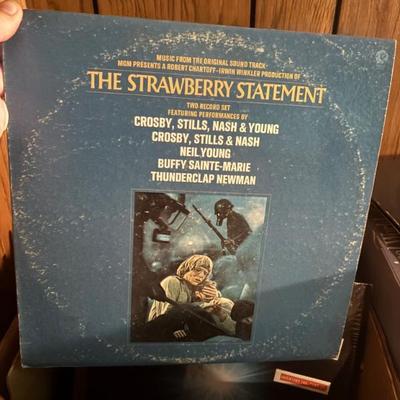 MUSIC FROM THE ORIGINAL SOUND TRACK
MGM PRESENTS A ROBERT CHARTOFF-IRWIN WINKLER PRODUCTION OF
THE STRAWBERRY STATEMENT
TWO RECORD SET
FEATURING PERFORMANCES BY
CROSBY, STILLS, NASH & YOUNG
CROSBY, STILLS & NASH
NEIL YOUNG
BUFFY SAINTE-MARIE
THUNDERCLAP NEWMAN